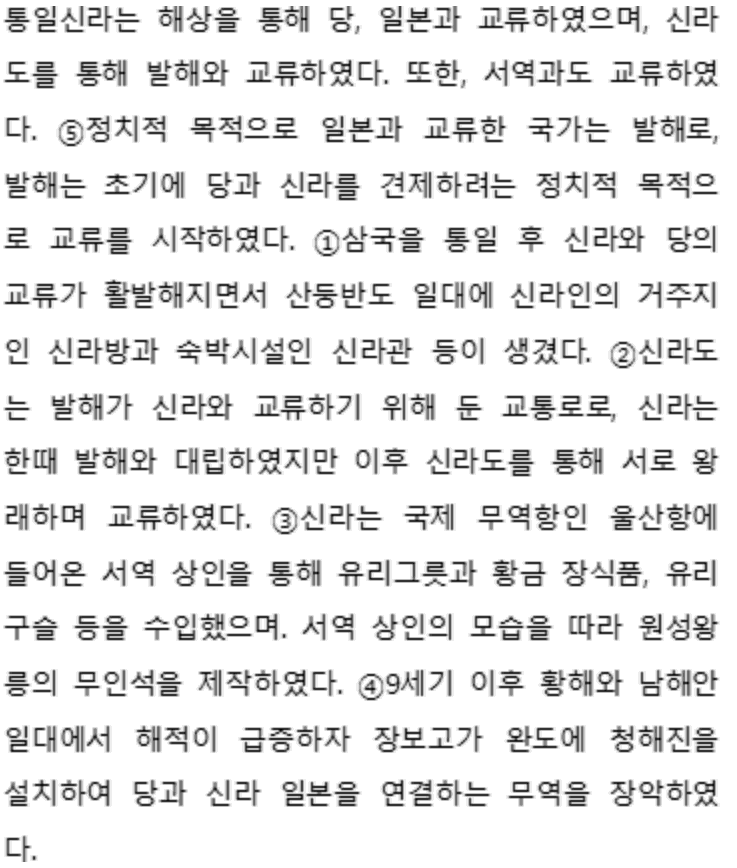 통일신라는 해상을 통해 당, 일본과 교류하였으며, 신라
도를 통해 발해와 교류하였다. 또한, 서역과도 교류하였
다. ⑤정치적 목적으로 일본과 교류한 국가는 발해로,
발해는 초기에 당과 신라를 견제하려는 정치적 목적으
로 교류를 시작하였다. ①삼국을 통일 후 신라와 당의
교류가 활발해지면서 산둥반도 일대에 신라인의 거주지
인 신라방과 숙박시설인 신라관 등이 생겼다. ②신라도
는 발해가 신라와 교류하기 위해 둔 교통로로, 신라는
한때 발해와 대립하였지만 이후 신라도를 통해 서로 왕
래하며 교류하였다. ③신라는 국제 무역항인 울산항에
들어온 서역 상인을 통해 유리그릇과 황금 장식품, 유리
구슬 등을 수입했으며. 서역 상인의 모습을 따라 원성왕
릉의 무인석을 제작하였다. ④9세기 이후 황해와 남해안
일대에서 해적이 급증하자 장보고가 완도에 청해진을
설치하여 당과 신라 일본을 연결하는 무역을 장악하였
다.